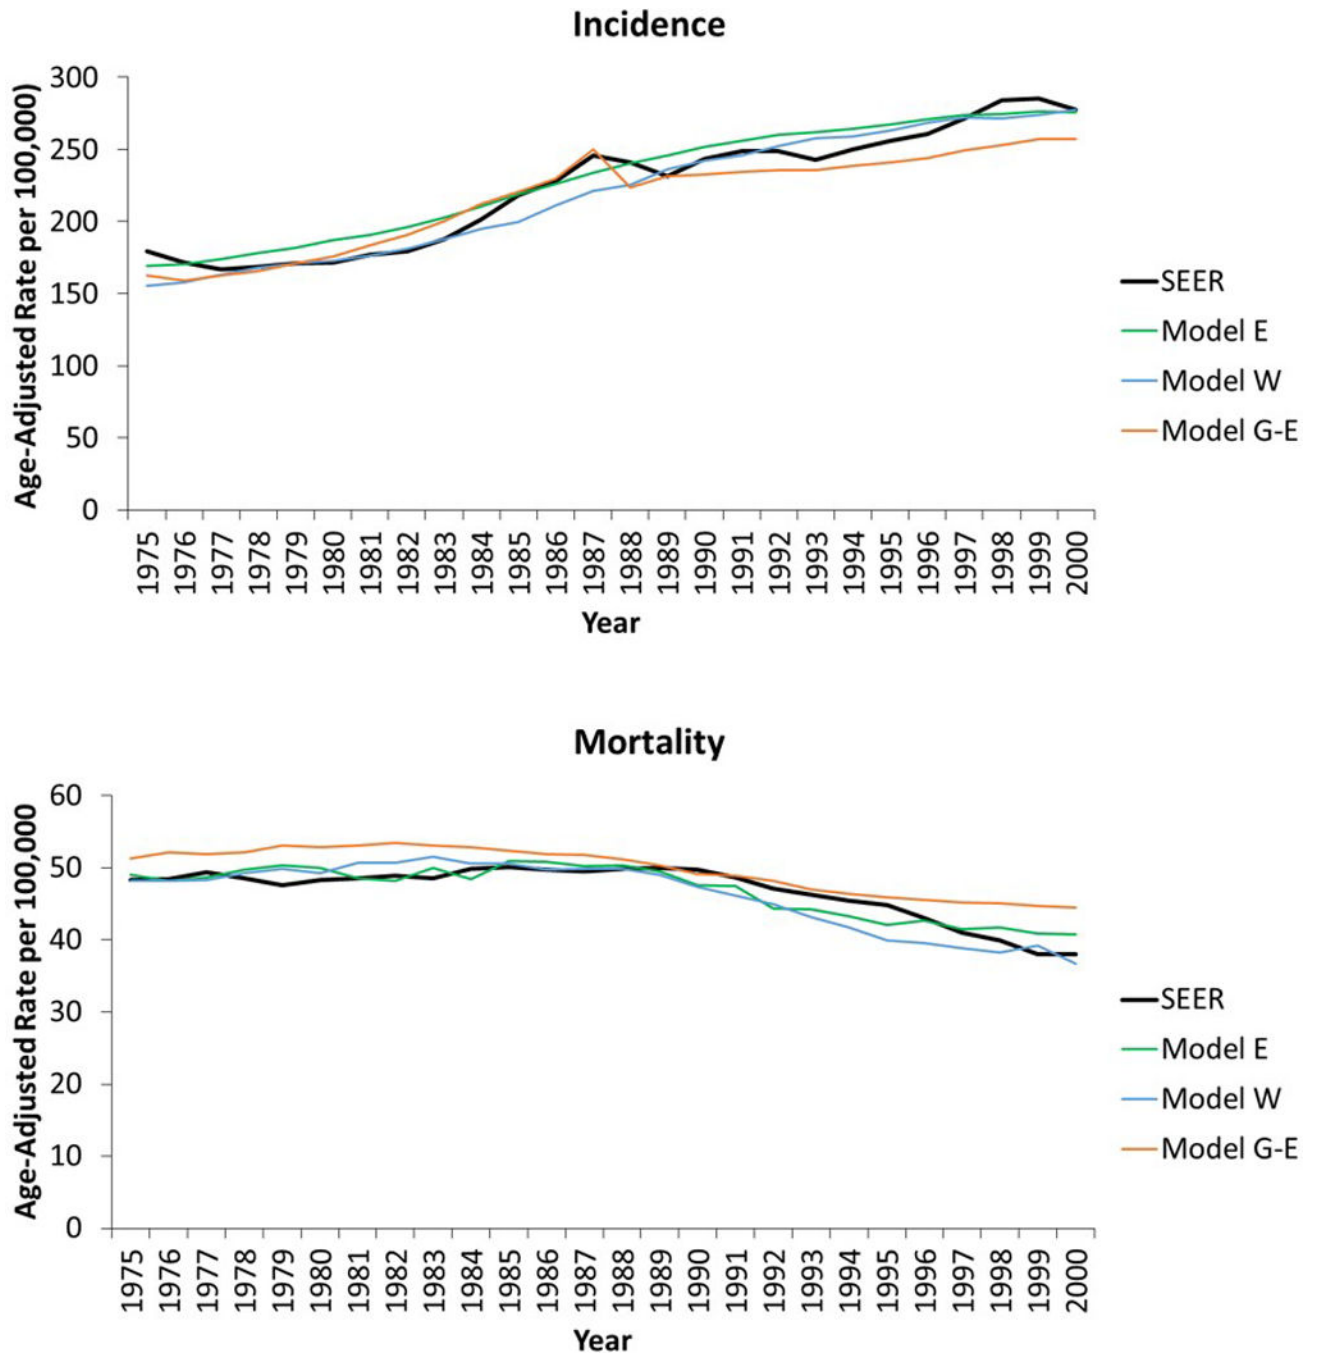 Incidence
Age-Adjusted Rate per 100,000)
300
250
200
150
100
50
0
1975 1976 1977 1978 1979 1980 1981 1982 1983 1984 1985 1986 1987 1988 1989 1990 1991 1992 1993 1994 1995 1996 1997 1998 1999 2000
Year
SEER
Model E
Model W
Model G-E
Mortality
Age-Adjusted Rate per 100,000
60
50
40
30
20
10
0
1975 1976 1977 1978 1979 1980 1981 1982 1983 1984 1985 1986 1987 1988 1989 1990 1991 1992 1993 1994 1995 1996 1997 1998 1999 2000
Year
SEER
Model E
Model W
Model G-E